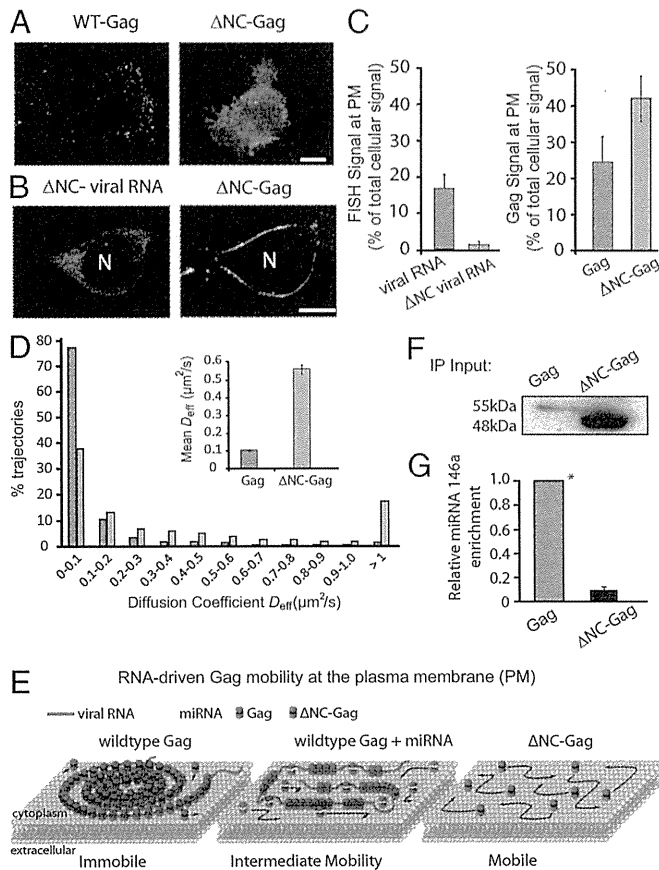 A
WT-Gag
ΔNC-Gag
B
ΔNC- viral RNA
ΔNC-Gag
N
N
C
FISH Signal at PM
(% of total cellular signal)
50
40
30
20
10
0
viral RNA
ΔNC viral RNA
Gag Signal at PM
(% of total cellular signal)
50
40
30
20
10
0
Gag
ΔNC-Gag
D
% trajectories
80
70
60
50
40
30
20
10
0
0-0.1
0.1-0.2
0.2-0.3
0.3-0.4
0.4-0.5
0.5-0.6
0.6-0.7
0.7-0.8
0.8-0.9
0.9-1.0
> 1
Diffusion Coefficient Deff(μm²/s)
Mean Deff (μm²/s)
0.6
0.5
0.4
0.3
0.2
0.1
0
Gag
ΔNC-Gag
F
IP Input:
Gag
ΔNC-Gag
55kDa
48kDa
G
Relative miRNA 146a
enrichment
1.0
0.8
0.6
0.4
0.2
0
*
Gag
ΔNC-Gag
E
RNA-driven Gag mobility at the plasma membrane (PM)
viral RNA
miRNA
Gag
ΔNC-Gag
wildtype Gag
wildtype Gag + miRNA
ΔNC-Gag
cytoplasm
extracellular
Immobile
Intermediate Mobility
Mobile